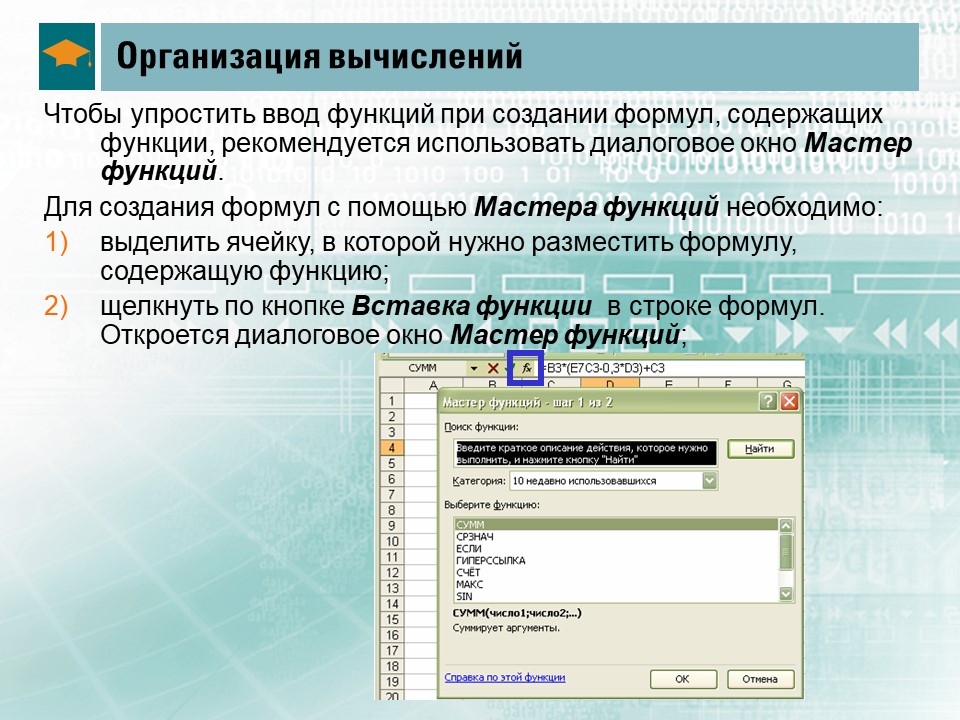 Организация вычислений
Чтобы упростить ввод функций при создании формул, содержащих
функции, рекомендуется использовать диалоговое окно Мастер
функций.
Для создания формул с помощью Мастера функций необходимо:
1) выделить ячейку, в которой нужно разместить формулу,
содержащую функцию;
2) щелкнуть по кнопке Вставка функции в строке формул.
Откроется диалоговое окно Мастер функций;
СУММ fx =B3*(E7C3-0,3*D3)+C3
A B C D E F G
1
Мастер функций - шаг 1 из 2
2
3
Поиск функции:
4
Введите краткое описание действия, которое нужно
выполнить, и нажмите кнопку "Найти"
Найти
5
6
Категория: 10 недавно использовавшихся
7
8
Выберите функцию:
9
СУММ
10
СРЗНАЧ
ЕСЛИ
11
ГИПЕРССЫЛКА
12
СЧЁТ
13
МАКС
14
SIN
15
СУММ(число1;число2;...)
16
Суммирует аргументы.
17
18
19
Справка по этой функции
ОК
Отмена
20